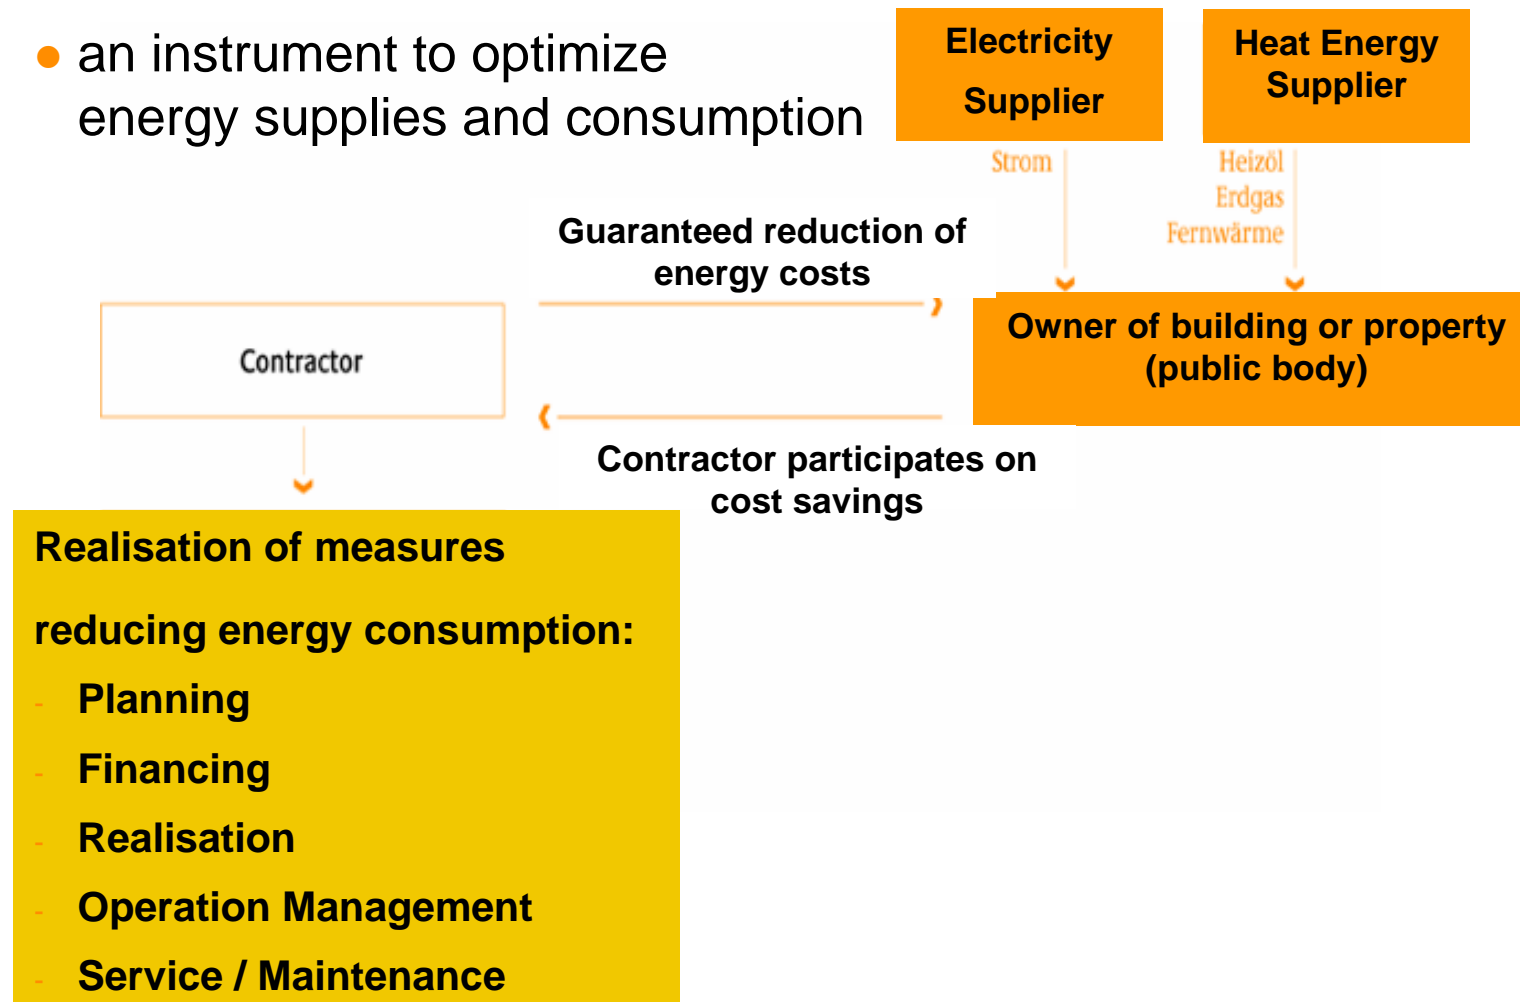 ● an instrument to optimize
energy supplies and consumption
Electricity
Supplier
Heat Energy
Supplier
Strom
Heizöl
Erdgas
Fernwärme
Guaranteed reduction of
energy costs
Contractor
Owner of building or property
(public body)
Contractor participates on
cost savings
Realisation of measures
reducing energy consumption:
- Planning
- Financing
- Realisation
- Operation Management
- Service / Maintenance